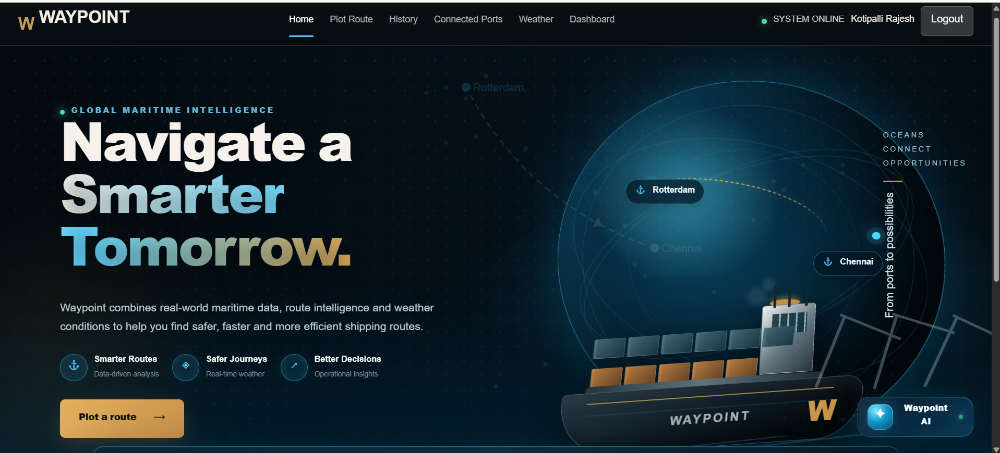 W WAYPOINT
Home Plot Route History Connected Ports Weather Dashboard
SYSTEM ONLINE Kotipalli Rajesh Logout
GLOBAL MARITIME INTELLIGENCE
Navigate a
Smarter
Tomorrow.
Waypoint combines real-world maritime data, route intelligence and weather
conditions to help you find safer, faster and more efficient shipping routes.
Smarter Routes
Data-driven analysis
Safer Journeys
Real-time weather
Better Decisions
Operational insights
Plot a route →
Rotterdam
Chennai
Rotterdam
Chennai
OCEANS
CONNECT
OPPORTUNITIES
From ports to possibilities
WAYPOINT
W
Waypoint
AI